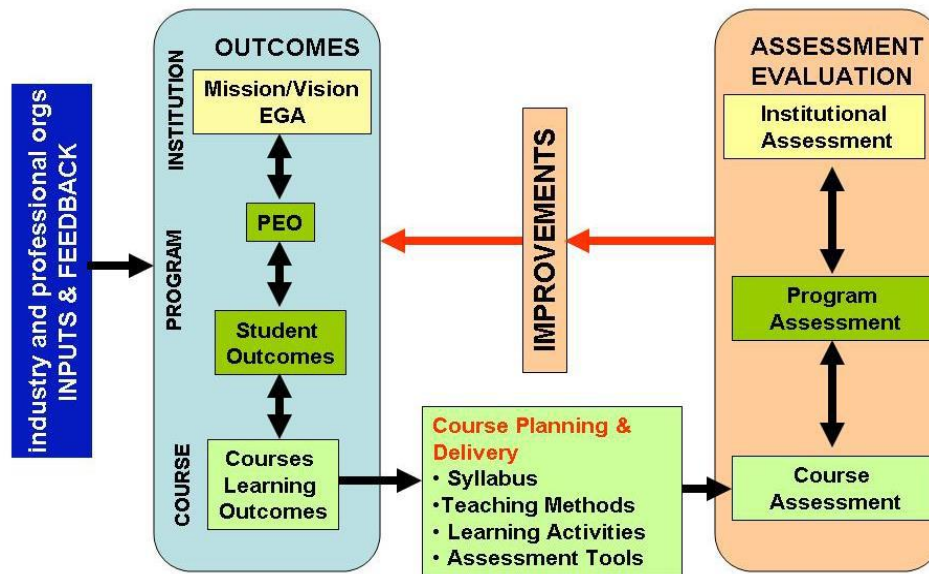 industry and professional orgs
INPUTS & FEEDBACK
OUTCOMES
INSTITUTION
Mission/Vision
EGA
PROGRAM
PEO
Student
Outcomes
COURSE
Courses
Learning
Outcomes
IMPROVEMENTS
Course Planning &
Delivery
• Syllabus
•Teaching Methods
• Learning Activities
• Assessment Tools
ASSESSMENT
EVALUATION
Institutional
Assessment
Program
Assessment
Course
Assessment